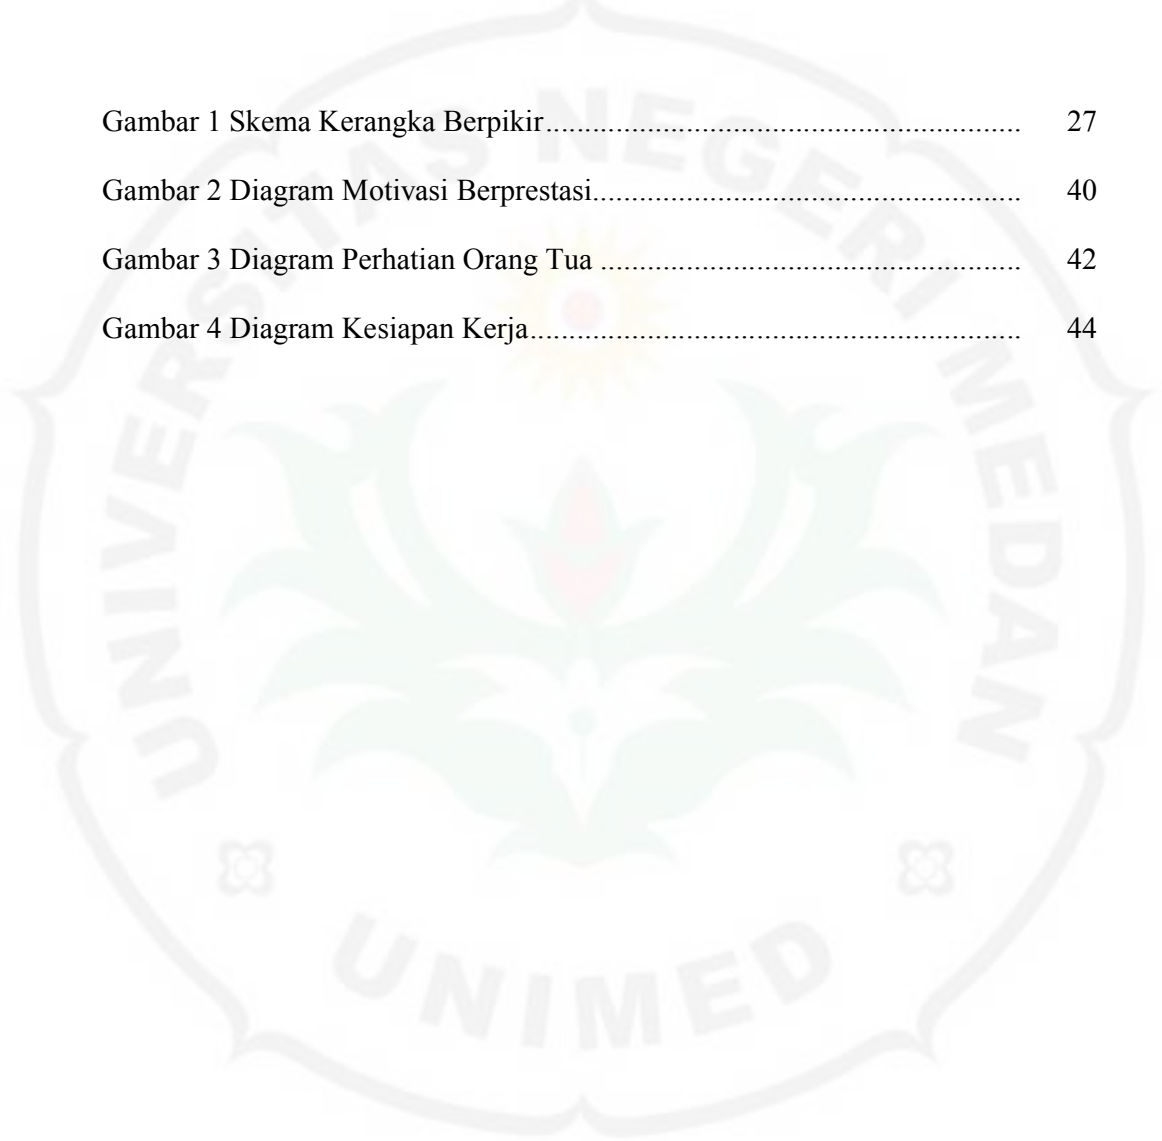 Gambar 1 Skema Kerangka Berpikir............................................................... 27
Gambar 2 Diagram Motivasi Berprestasi........................................................ 40
Gambar 3 Diagram Perhatian Orang Tua ....................................................... 42
Gambar 4 Diagram Kesiapan Kerja................................................................. 44
UNIVERSITAS NEGERI MEDAN
UNIMED